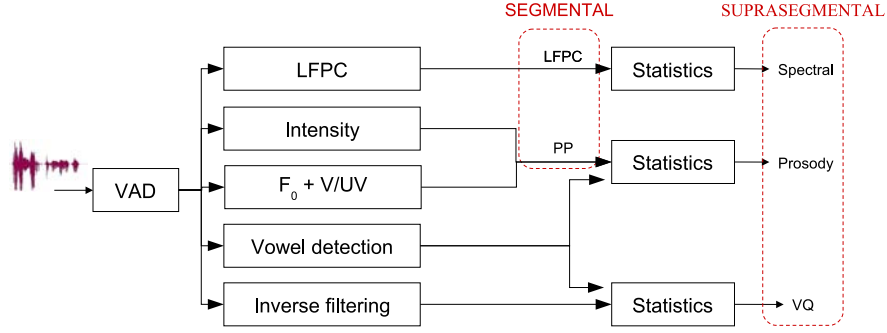 SEGMENTAL
SUPRASEGMENTAL
LFPC
LFPC
Statistics
Spectral
Intensity
PP
Statistics
Prosody
VAD
F0 + V/UV
Vowel detection
Inverse filtering
Statistics
VQ